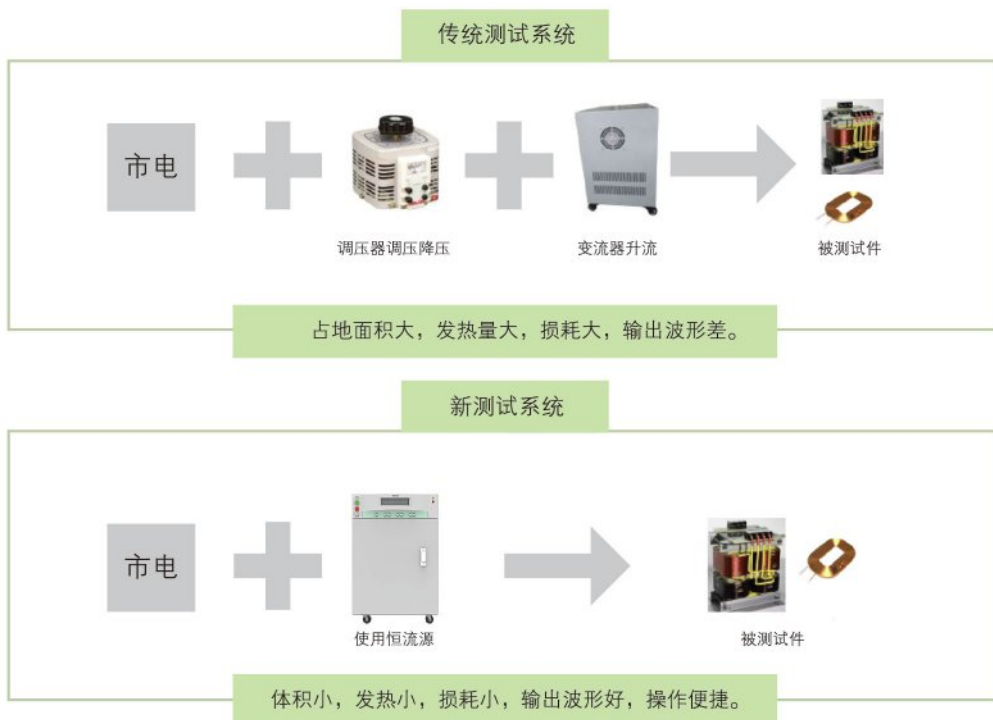 传统测试系统
市电
调压器调压降压
变流器升流
被测试件
占地面积大，发热量大，损耗大，输出波形差。
新测试系统
市电
使用恒流源
被测试件
体积小，发热小，损耗小，输出波形好，操作便捷。